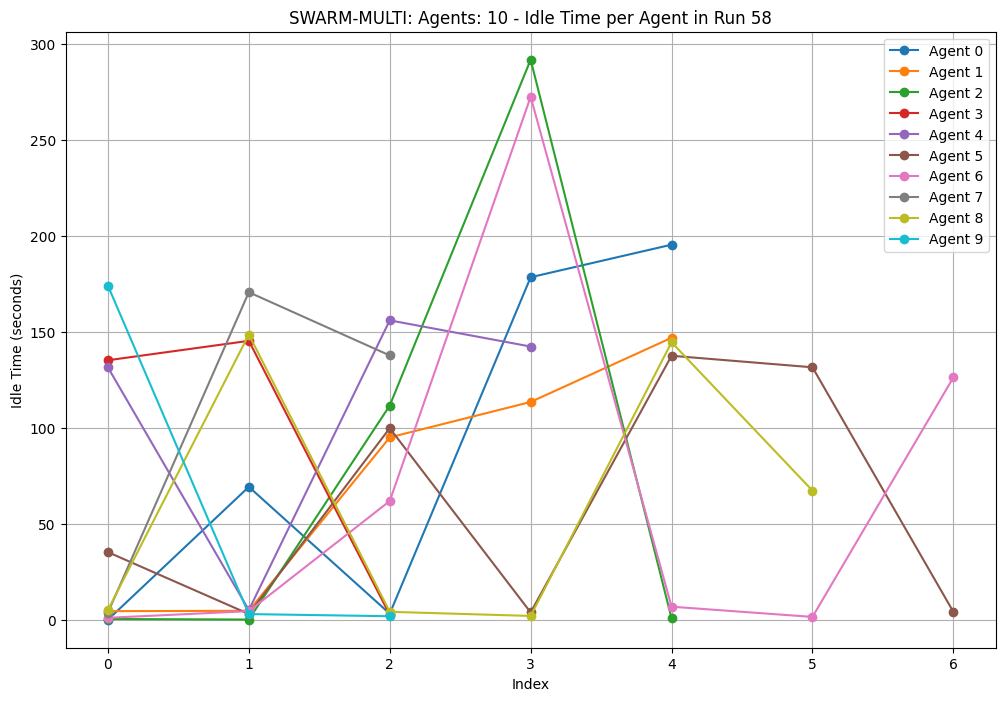 SWARM-MULTI: Agents: 10 - Idle Time per Agent in Run 58
300
250
200
150
100
50
0
Idle Time (seconds)
0 1 2 3 4 5 6
Index
Agent 0
Agent 1
Agent 2
Agent 3
Agent 4
Agent 5
Agent 6
Agent 7
Agent 8
Agent 9